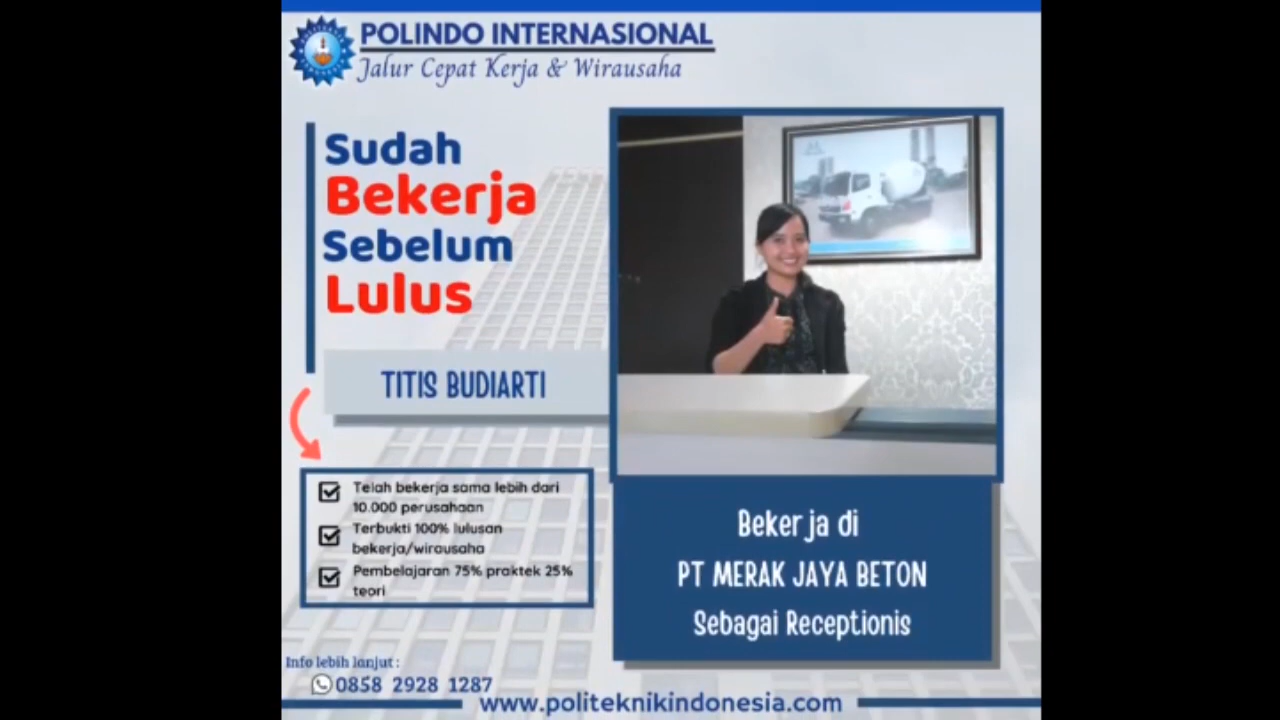 POLINDO INTERNASIONAL
Jalur Cepat Kerja & Wirausaha
Sudah
Bekerja
Sebelum
Lulus
TITIS BUDIARTI
Telah bekerja sama lebih dari
10.000 perusahaan
Terbukti 100% lulusan
bekerja/wirausaha
Pembelajaran 75% praktek 25%
teori
Bekerja di
PT MERAK JAYA BETON
Sebagai Receptionis
Info lebih lanjut :
0858 2928 1287
www.politeknikindonesia.com